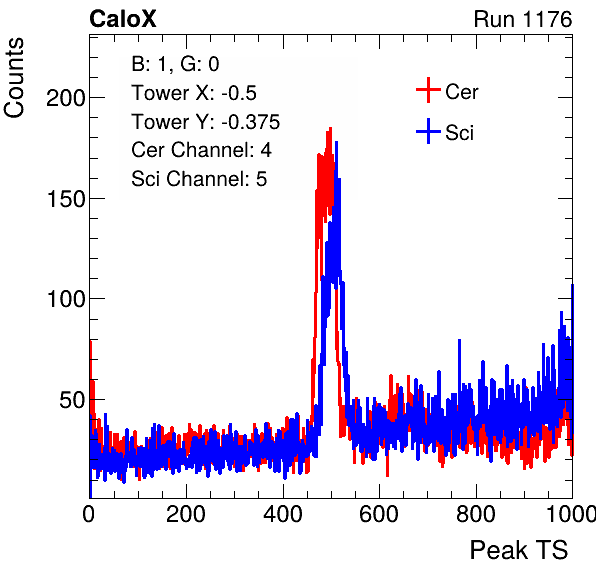 CaloX Run 1176
B: 1, G: 0
Tower X: -0.5
Tower Y: -0.375
Cer Channel: 4
Sci Channel: 5
Cer
Sci
Counts
200
150
100
50
0 200 400 600 800 1000
Peak TS